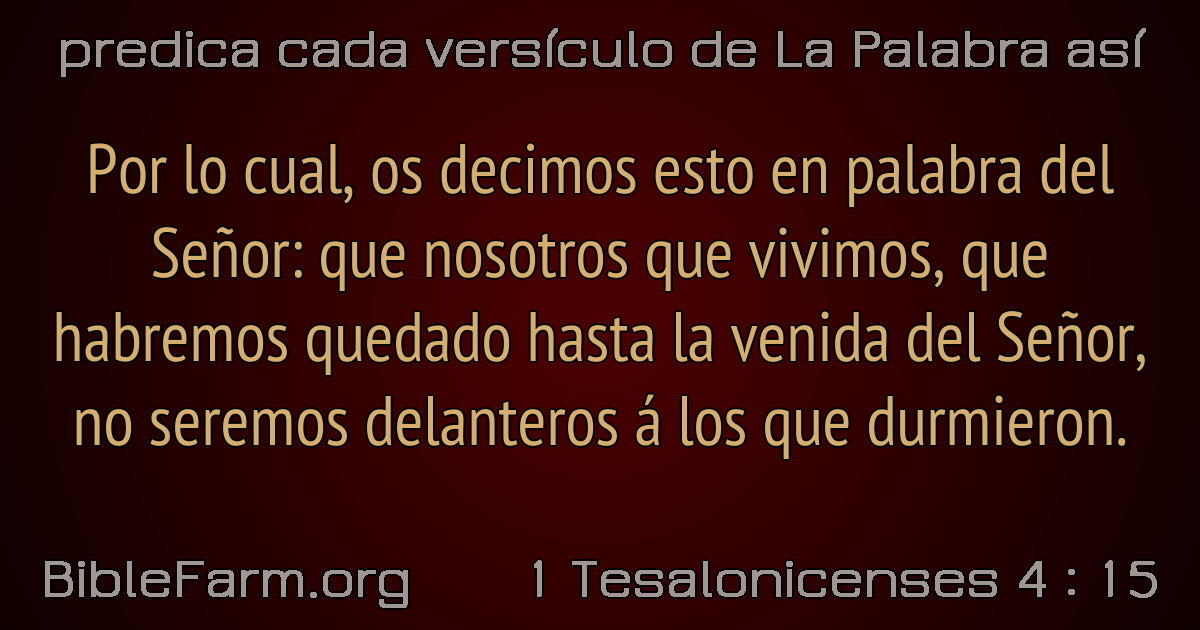 predica cada versículo de La Palabra así
Por lo cual, os decimos esto en palabra del
Señor: que nosotros que vivimos, que
habremos quedado hasta la venida del Señor,
no seremos delanteros á los que durmieron.
BibleFarm.org 1 Tesalonicenses 4 : 15